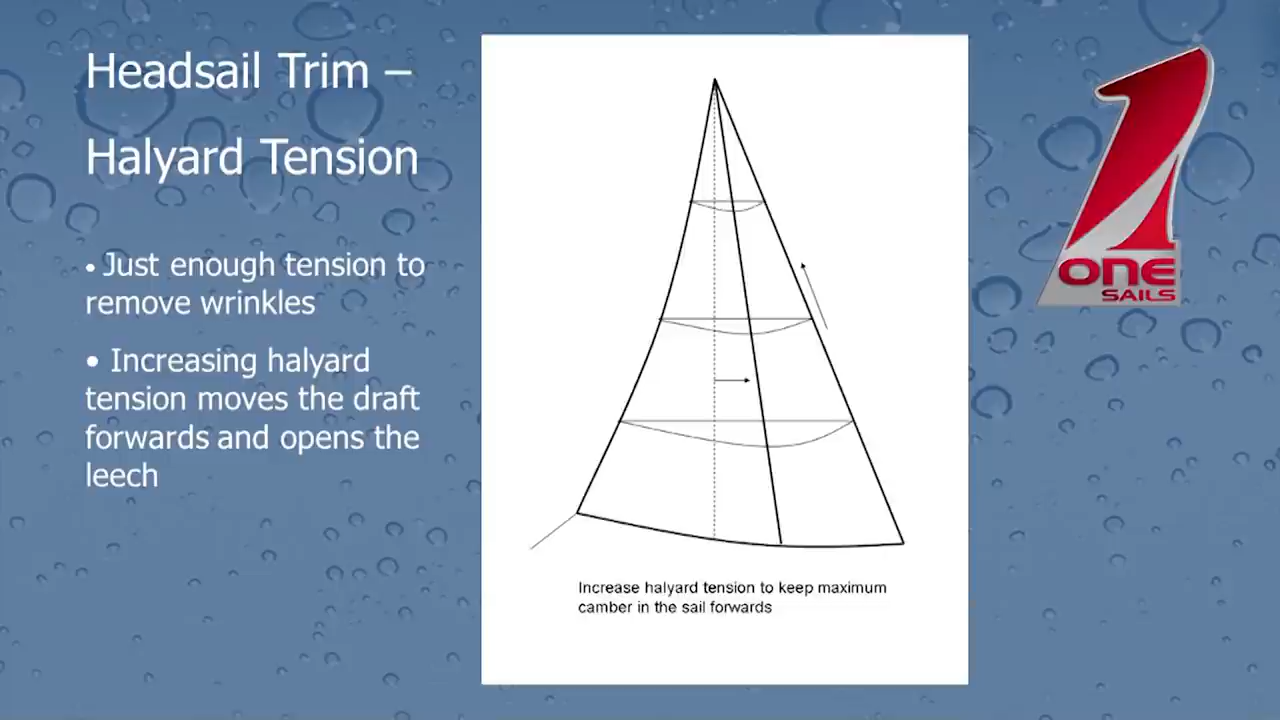 Headsail Trim –
Halyard Tension
• Just enough tension to
remove wrinkles
• Increasing halyard
tension moves the draft
forwards and opens the
leech
Increase halyard tension to keep maximum
camber in the sail forwards
1
ONE
SAILS